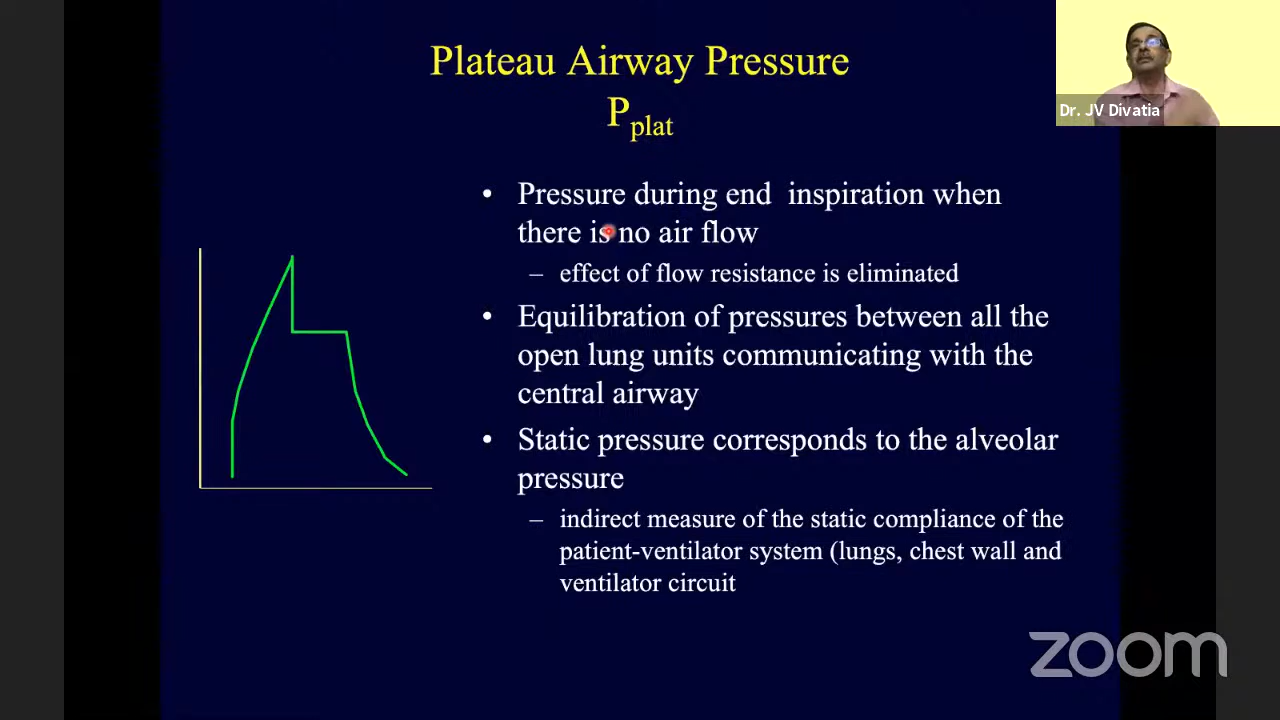 Plateau Airway Pressure
Pplat
Dr. JV Divatia
• Pressure during end inspiration when
there is no air flow
– effect of flow resistance is eliminated
• Equilibration of pressures between all the
open lung units communicating with the
central airway
• Static pressure corresponds to the alveolar
pressure
– indirect measure of the static compliance of the
patient-ventilator system (lungs, chest wall and
ventilator circuit
zoom